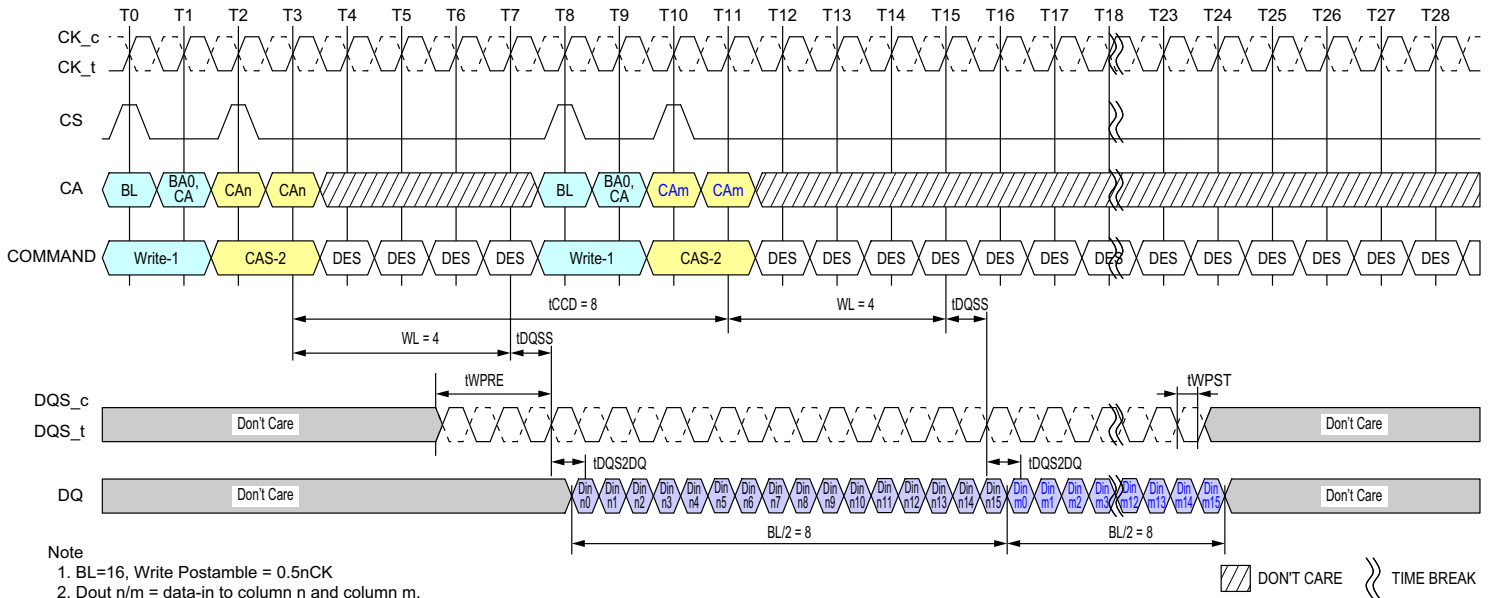 T0 T1 T2 T3 T4 T5 T6 T7 T8 T9 T10 T11 T12 T13 T14 T15 T16 T17 T18 T23 T24 T25 T26 T27 T28
CK_c
CK_t
CS
CA BL BA0, CA CAn CAn BL BA0, CA CAm CAm
COMMAND Write-1 CAS-2 DES DES DES DES Write-1 CAS-2 DES DES DES DES DES DES DES DES DES DES DES DES DES
tCCD = 8 WL = 4 tDQSS
WL = 4 tDQSS
tWPRE tWPST
DQS_c
DQS_t Don't Care Don't Care
tDQS2DQ tDQS2DQ
DQ Don't Care Din n0 Din n1 Din n2 Din n3 Din n4 Din n5 Din n6 Din n7 Din n8 Din n9 Din n10 Din n11 Din n12 Din n13 Din n14 Din n15 Din m0 Din m1 Din m2 Din m3 Din m12 Din m13 Din m14 Din m15 Don't Care
BL/2 = 8 BL/2 = 8
Note
1. BL=16, Write Postamble = 0.5nCK
2. Dout n/m = data-in to column n and column m.
DON'T CARE TIME BREAK